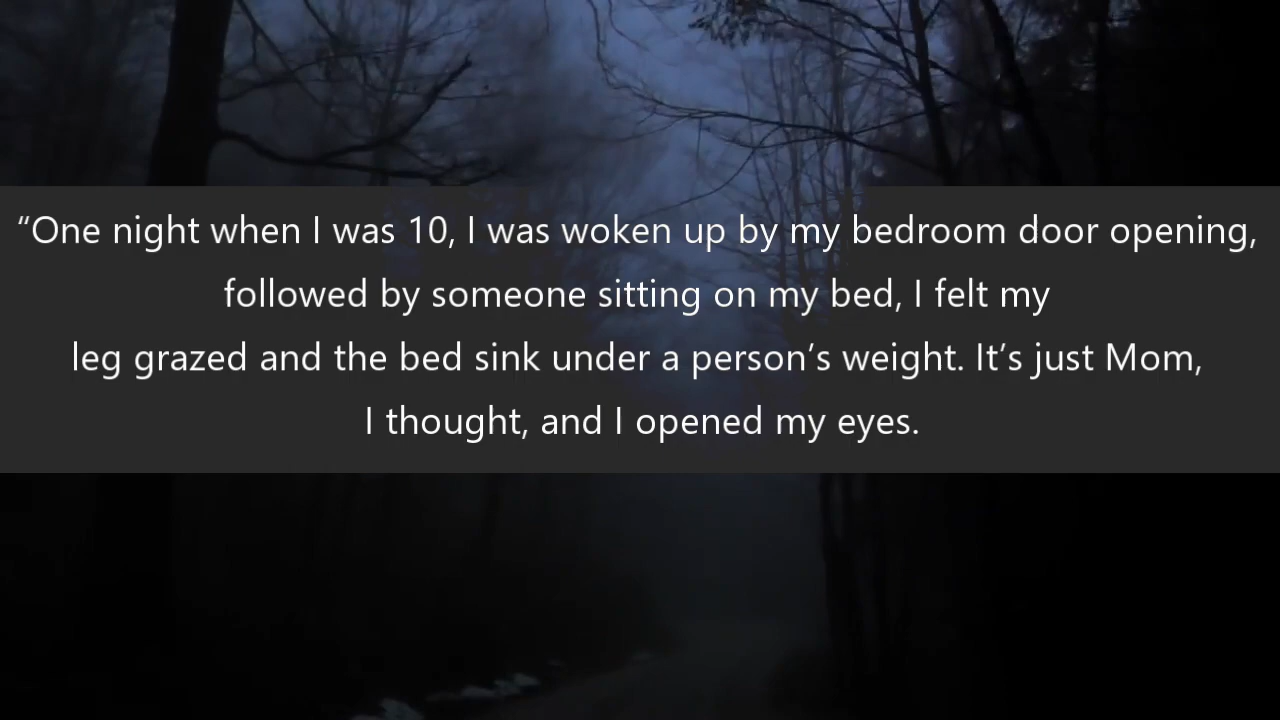 “One night when I was 10, I was woken up by my bedroom door opening,
followed by someone sitting on my bed, I felt my
leg grazed and the bed sink under a person’s weight. It’s just Mom,
I thought, and I opened my eyes.